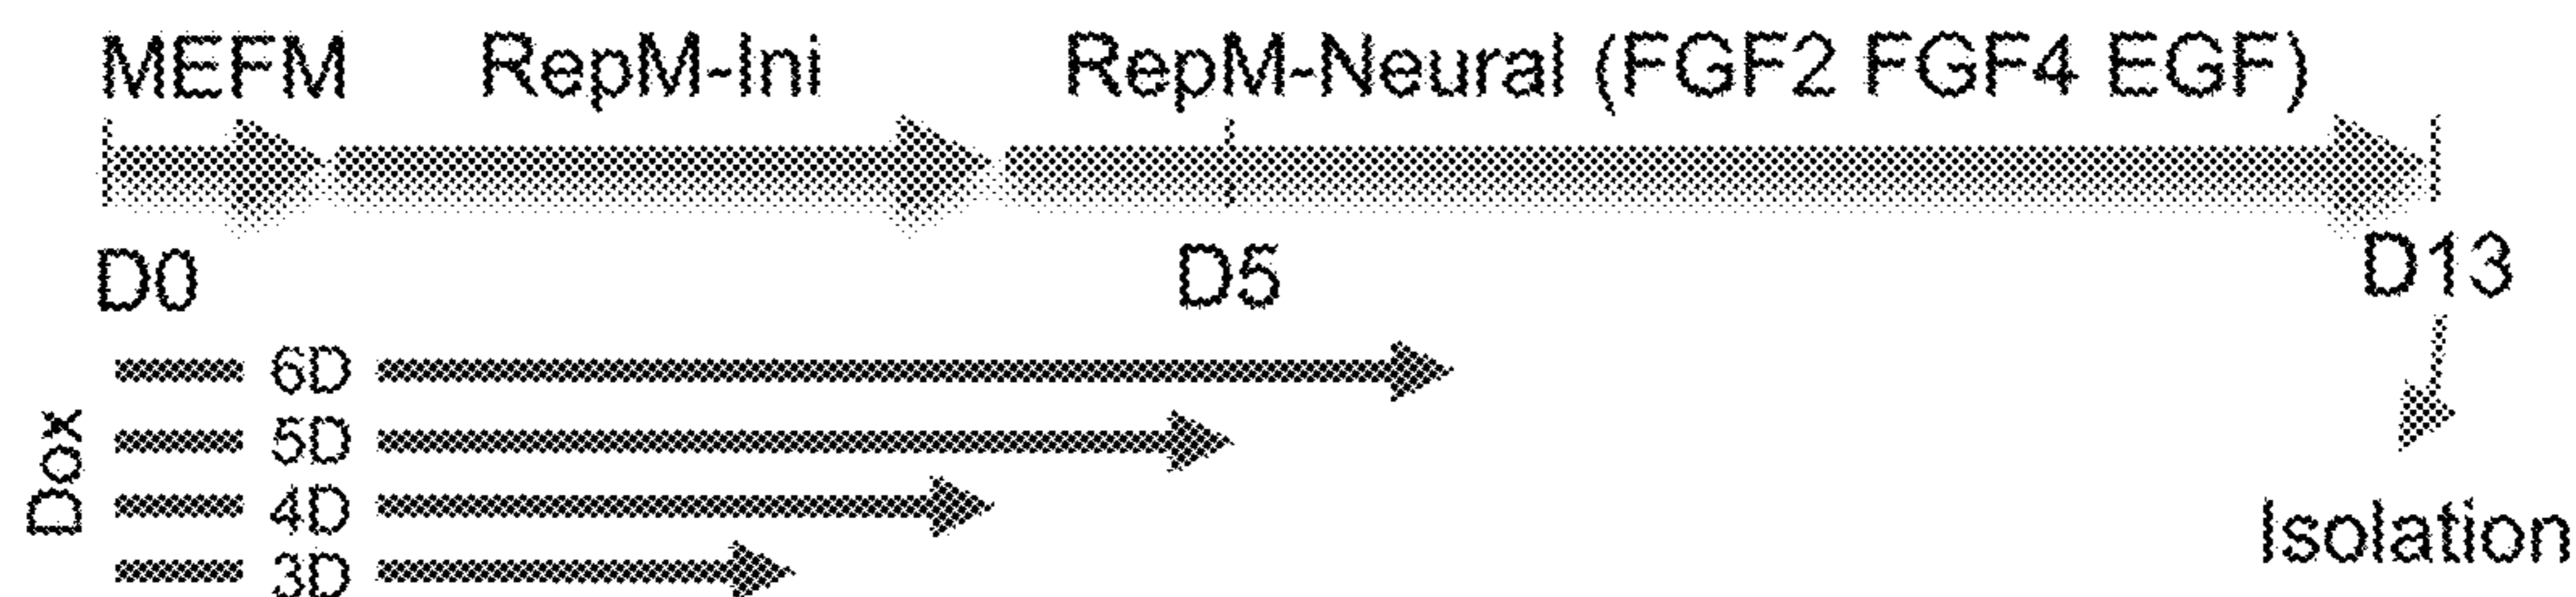 MEFM RepM-Ini RepM-Neural (FGF2 FGF4 EGF)
D0 D5 D13
Dox
6D
5D
4D
3D
Isolation